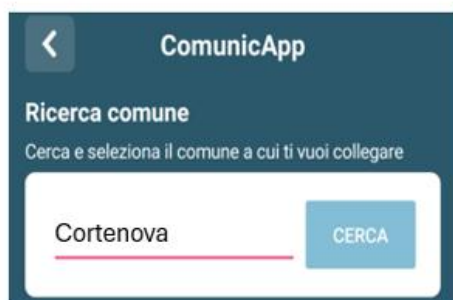 ComunicApp
Ricerca comune
Cerca e seleziona il comune a cui ti vuoi collegare
Cortenova
CERCA